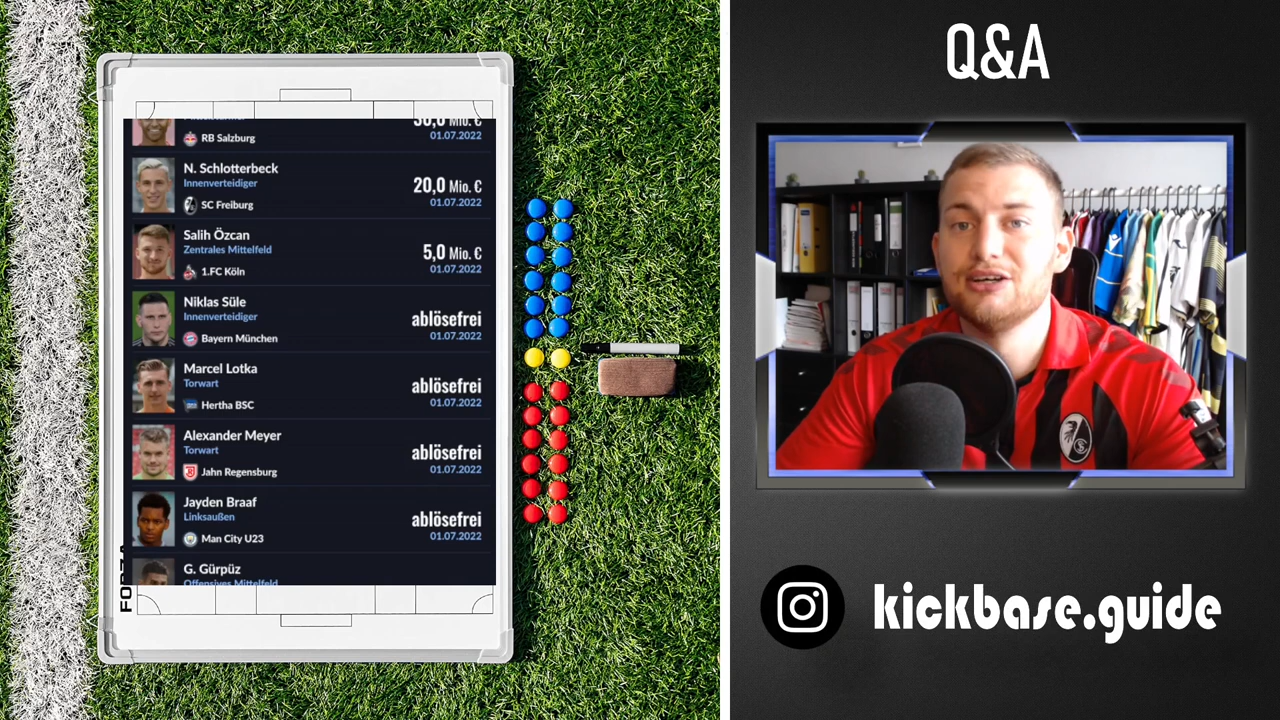 RB Salzburg
01.07.2022
N. Schlotterbeck
Innenverteidiger
SC Freiburg
20,0 Mio. €
01.07.2022
Salih Özcan
Zentrales Mittelfeld
1.FC Köln
5,0 Mio. €
01.07.2022
Niklas Süle
Innenverteidiger
Bayern München
ablösefrei
01.07.2022
Marcel Lotka
Torwart
Hertha BSC
ablösefrei
01.07.2022
Alexander Meyer
Torwart
Jahn Regensburg
ablösefrei
01.07.2022
Jayden Braaf
Linksaußen
Man City U23
ablösefrei
01.07.2022
G. Gürpüz
Offensives Mittelfeld
Q&A
kickbase.guide